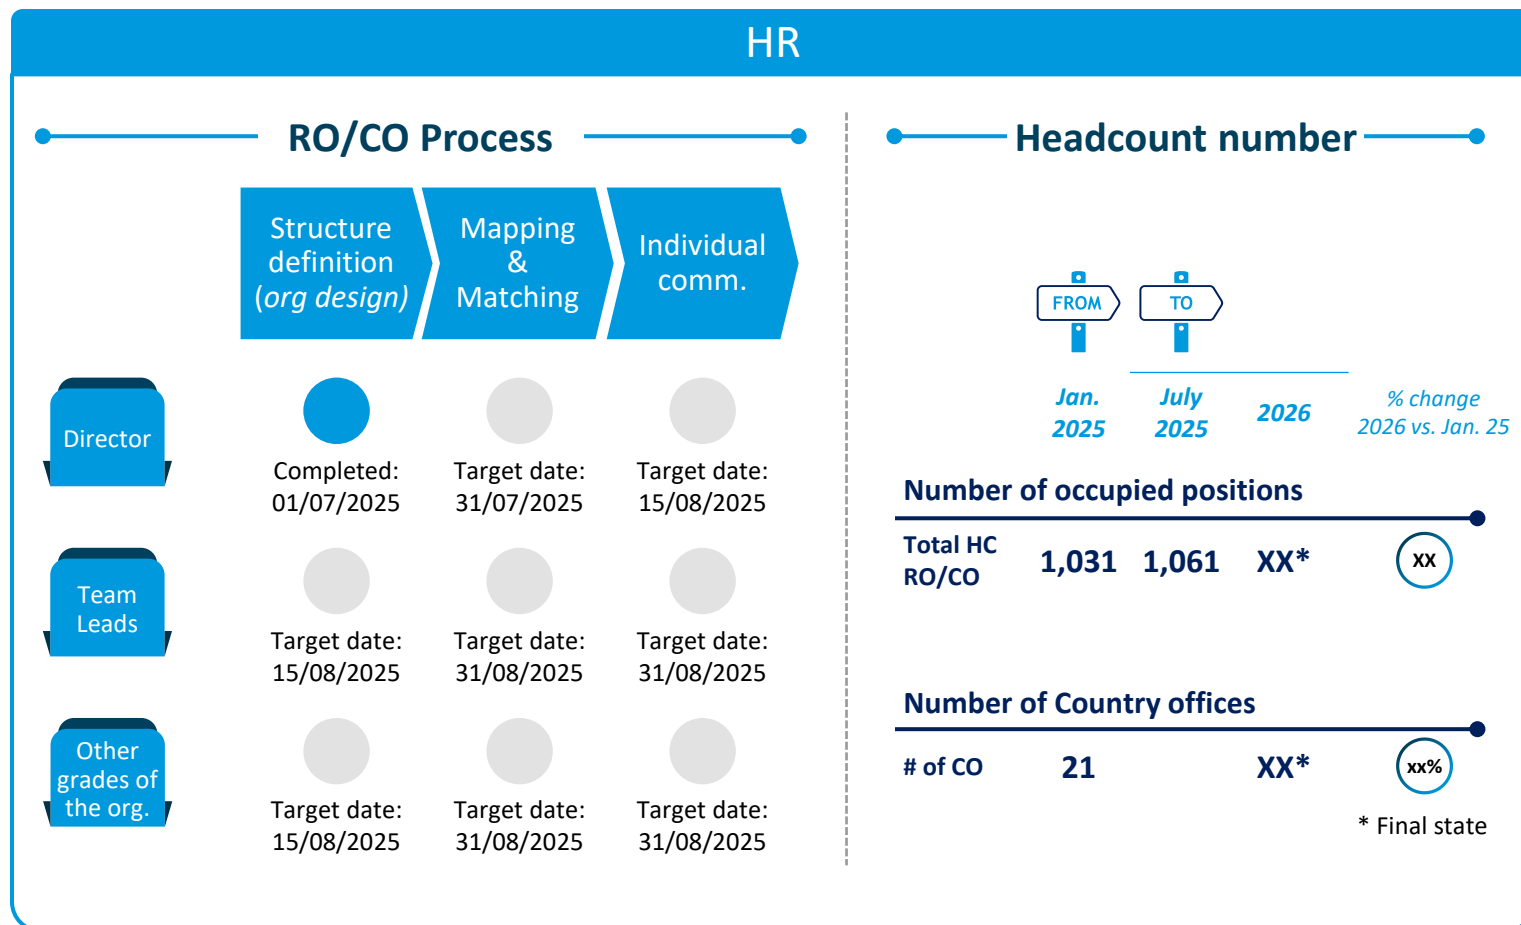 HR
RO/CO Process
Structure
definition
(org design)
Mapping
&
Matching
Individual
comm.
Director
Completed:
01/07/2025
Target date:
31/07/2025
Target date:
15/08/2025
Team
Leads
Target date:
15/08/2025
Target date:
31/08/2025
Target date:
31/08/2025
Other
grades of
the org.
Target date:
15/08/2025
Target date:
31/08/2025
Target date:
31/08/2025
Headcount number
FROM
TO
Jan.
2025
July
2025
2026
% change
2026 vs. Jan. 25
Number of occupied positions
Total HC
RO/CO
1,031
1,061
XX*
XX
Number of Country offices
# of CO
21
XX*
xx%
* Final state